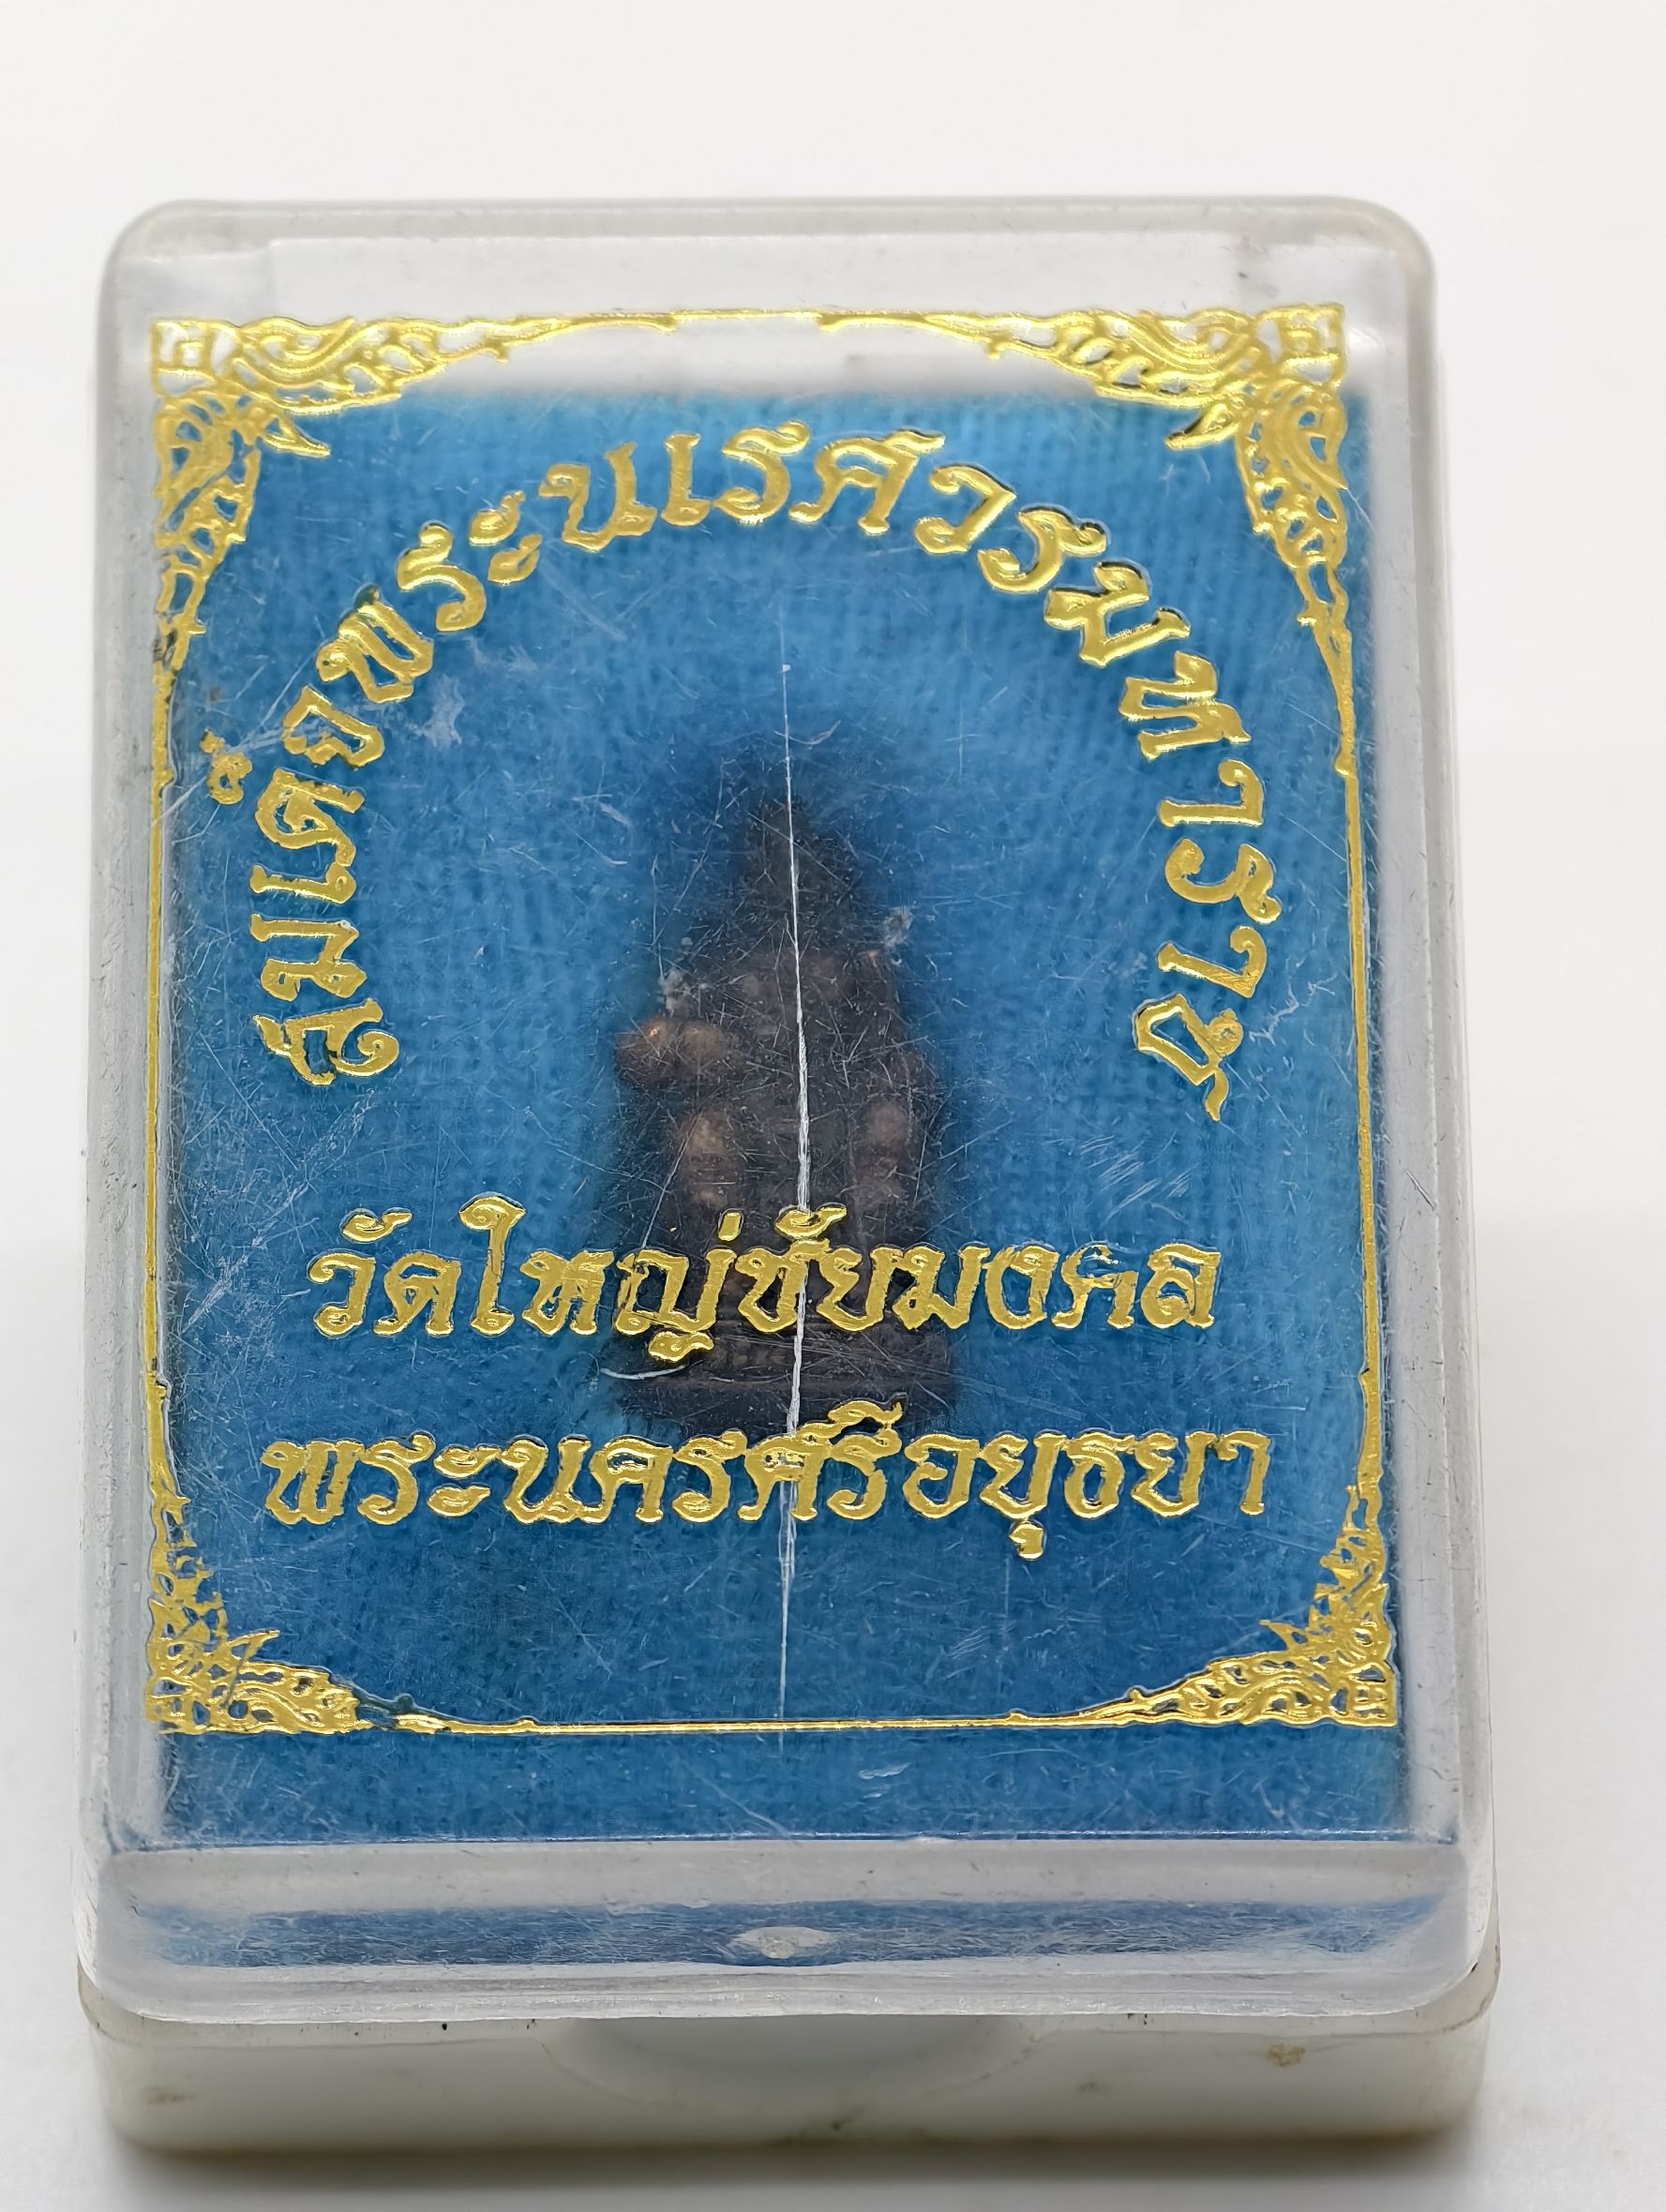 สมเด็จพระนเรศวรมหาราช
วัดใหญ่ชัยมงคล
พระนครศรีอยุธยา